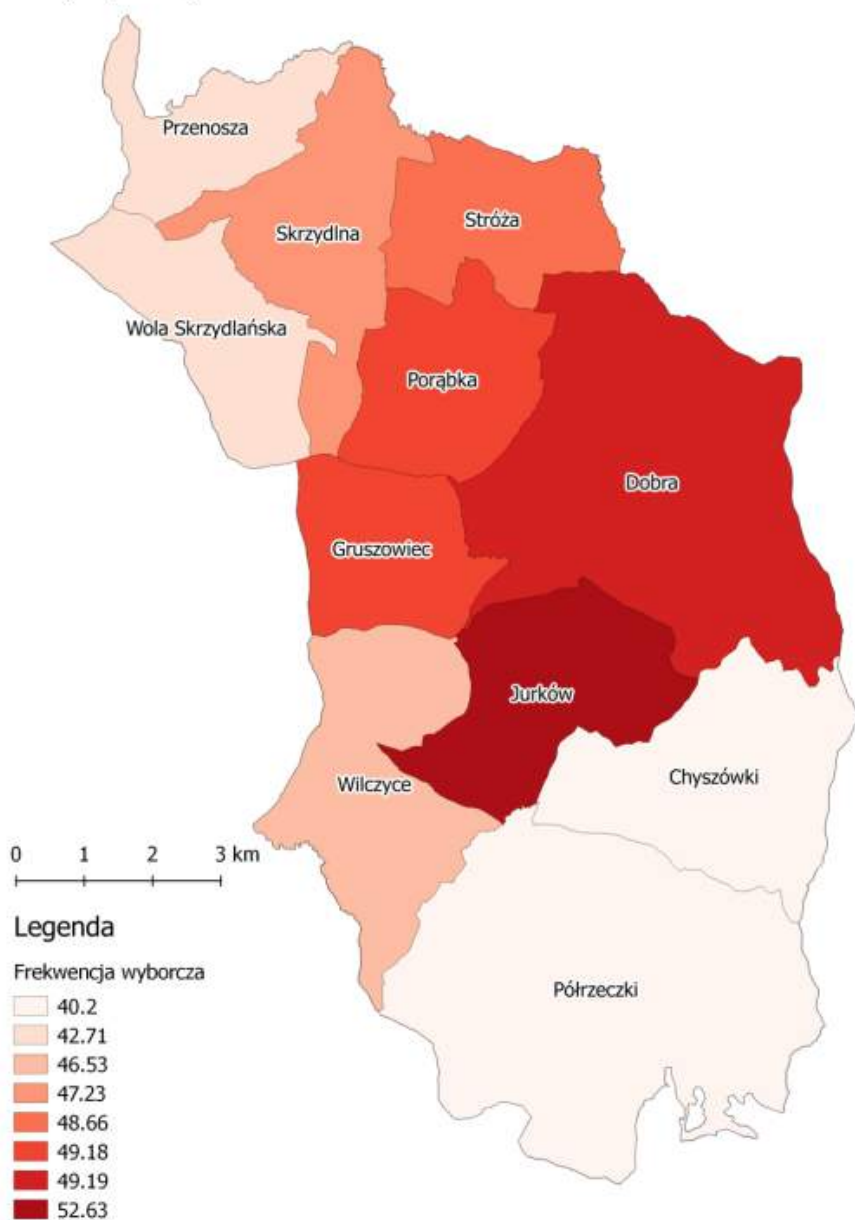 Przenosza
Skrzydlna
Stróża
Wola Skrzydlańska
Porąbka
Dobra
Gruszowiec
Jurków
Chyszówki
Wilczyce
0 1 2 3 km
Legenda
Półrzeczki
Frekwencja wyborcza
40.2
42.71
46.53
47.23
48.66
49.18
49.19
52.63